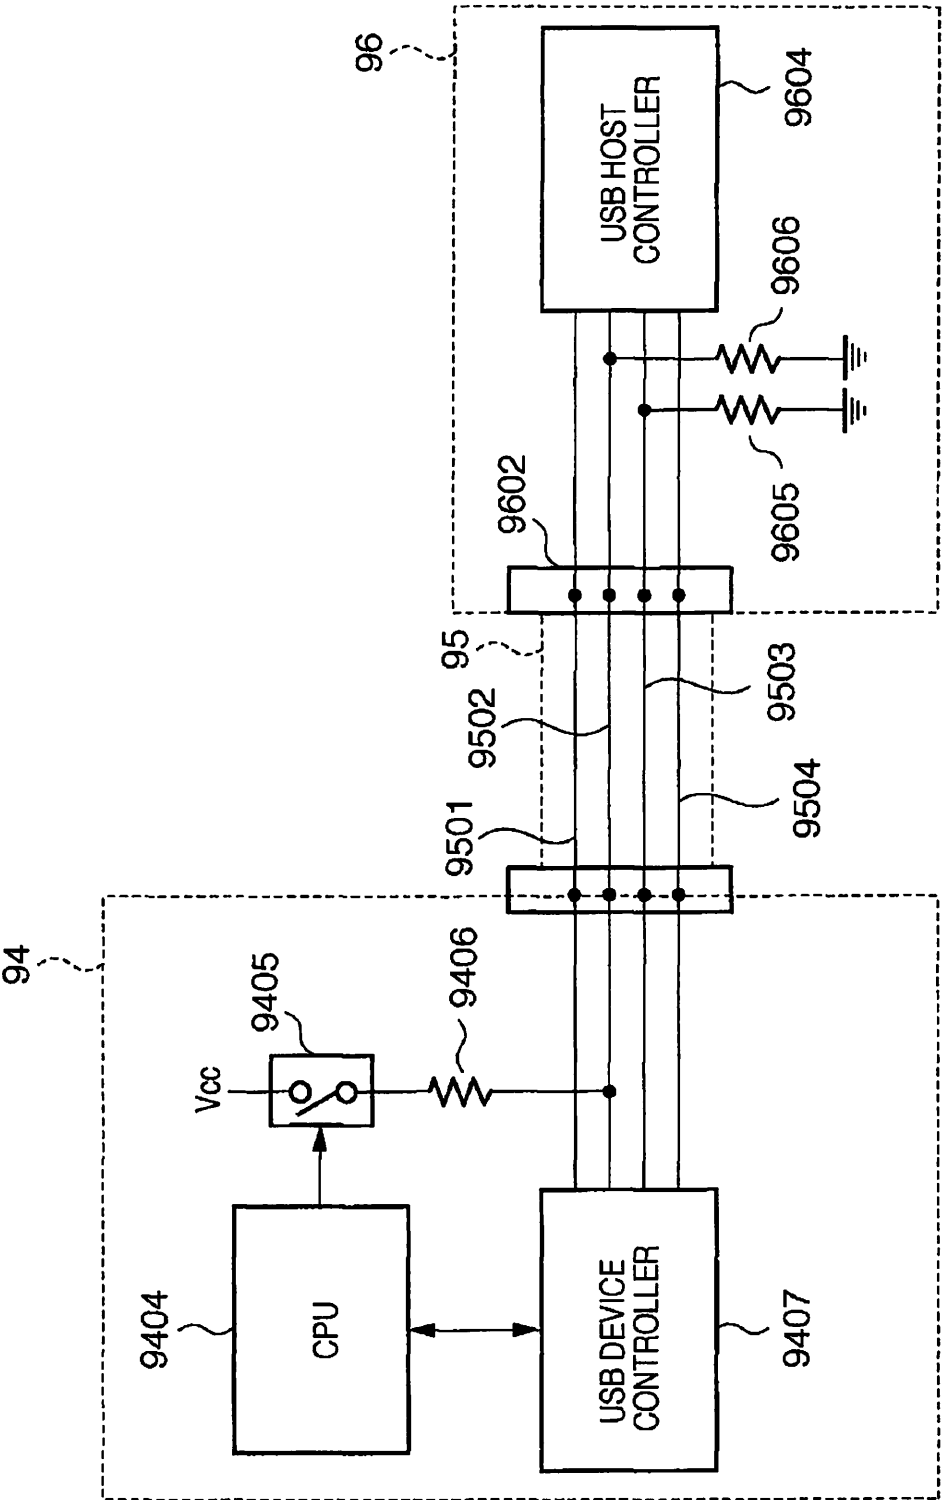 94
9404
CPU
Vcc
9405
9406
USB DEVICE
CONTROLLER
9407
9501
9502
95
9503
9504
96
9602
9605
9606
USB HOST
CONTROLLER
9604